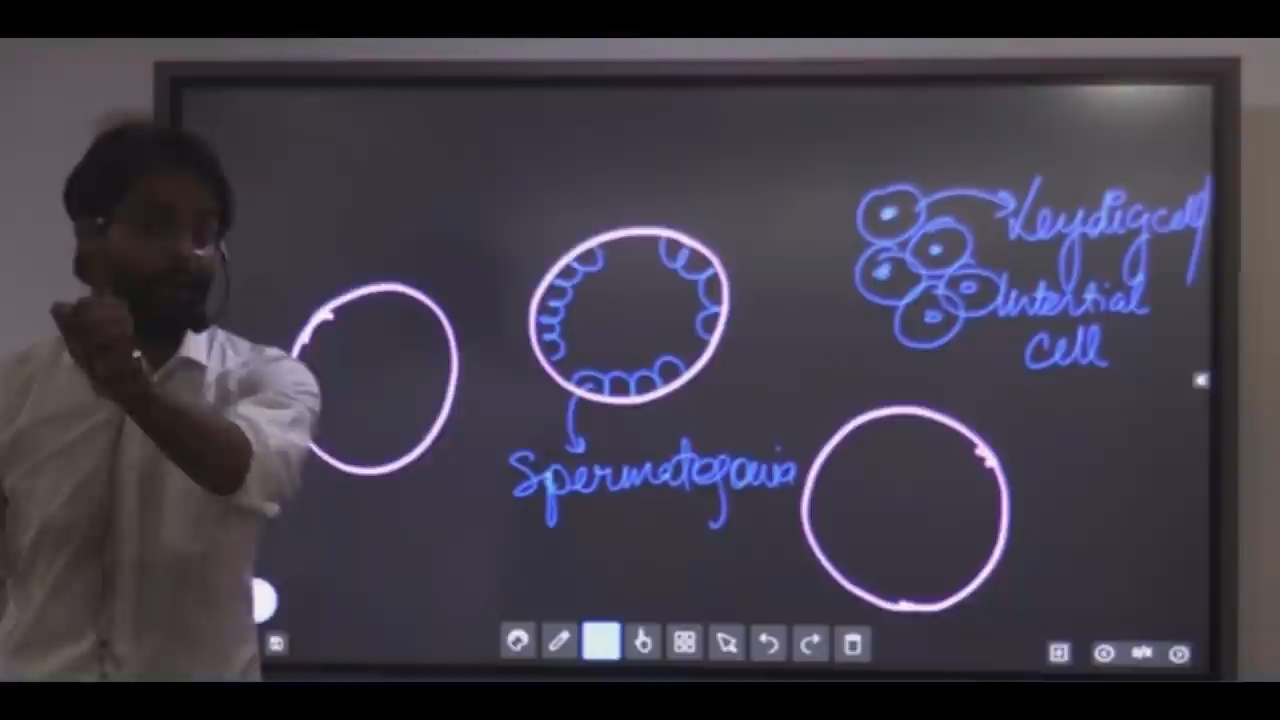 Leydig cell
Intertial
cell
Spermatogonia